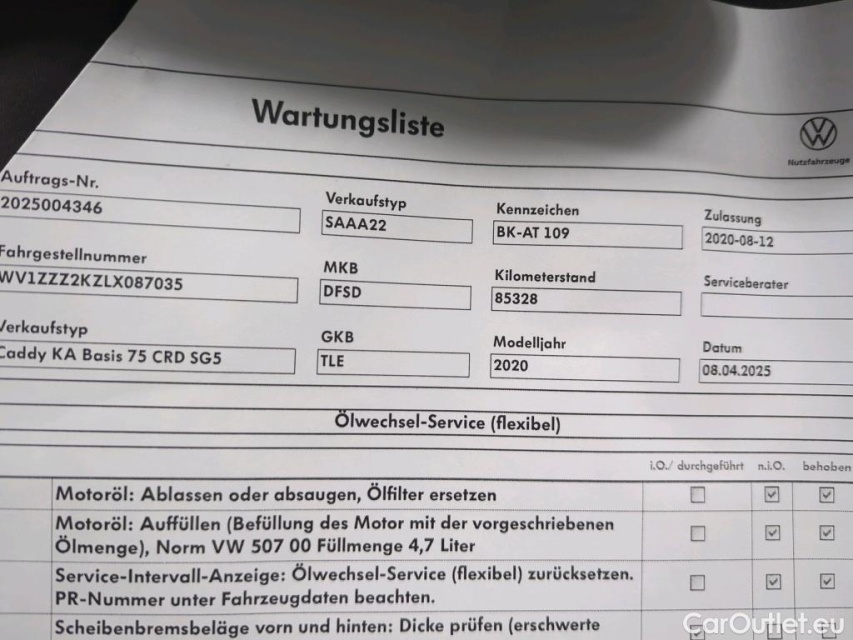 Wartungsliste
Nutzfahrzeuge
Auftrags-Nr.
2025004346
Verkaufstyp
SAAA22
Kennzeichen
BK-AT 109
Zulassung
2020-08-12
Fahrgestellnummer
WV1ZZZ2KZLX087035
MKB
DFSD
Kilometerstand
85328
Serviceberater
Verkaufstyp
Caddy KA Basis 75 CRD SG5
GKB
TLE
Modelljahr
2020
Datum
08.04.2025
Ölwechsel-Service (flexibel)
i.O./ durchgeführt n.i.O. behoben
Motoröl: Ablassen oder absaugen, Ölfilter ersetzen
Motoröl: Auffüllen (Befüllung des Motor mit der vorgeschriebenen
Ölmenge), Norm VW 507 00 Füllmenge 4,7 Liter
Service-Intervall-Anzeige: Ölwechsel-Service (flexibel) zurücksetzen.
PR-Nummer unter Fahrzeugdaten beachten.
Scheibenbremsbeläge vorn und hinten: Dicke prüfen (erschwerte
CarOutlet.eu